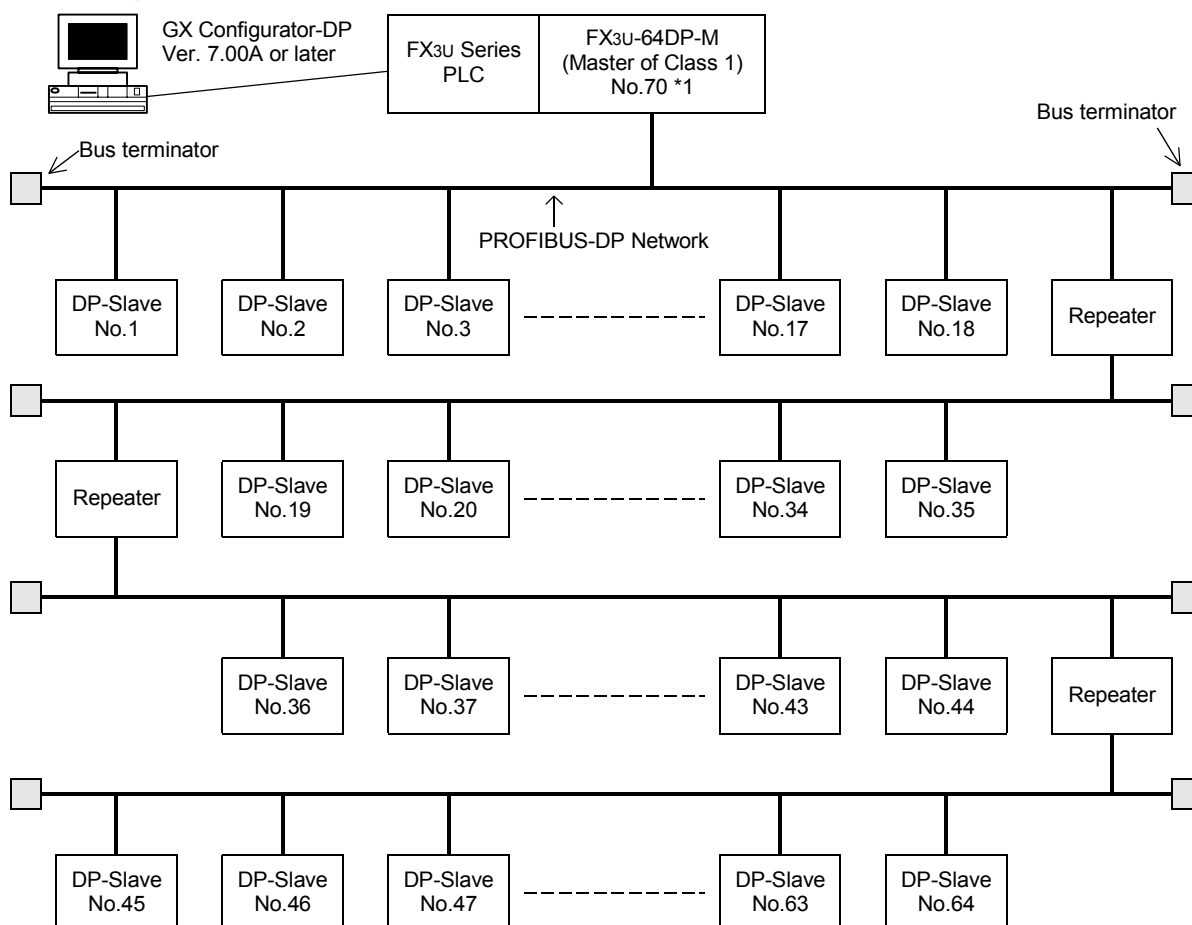 GX Configurator-DP
Ver. 7.00A or later
FX3U Series
PLC
FX3U-64DP-M
(Master of Class 1)
No.70 *1
Bus terminator
Bus terminator
PROFIBUS-DP Network
DP-Slave
No.1
DP-Slave
No.2
DP-Slave
No.3
DP-Slave
No.17
DP-Slave
No.18
Repeater
Repeater
DP-Slave
No.19
DP-Slave
No.20
DP-Slave
No.34
DP-Slave
No.35
DP-Slave
No.36
DP-Slave
No.37
DP-Slave
No.43
DP-Slave
No.44
Repeater
DP-Slave
No.45
DP-Slave
No.46
DP-Slave
No.47
DP-Slave
No.63
DP-Slave
No.64